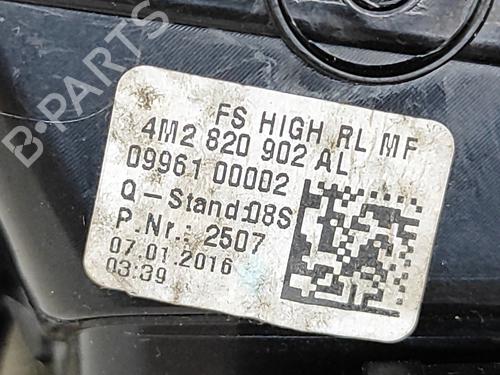 FS HIGH RL MF
4M2 820 902 AL
09961 00002
Q-Stand:08S
P.Nr.: 2507
07.01.2016
03:39
B-PARTS